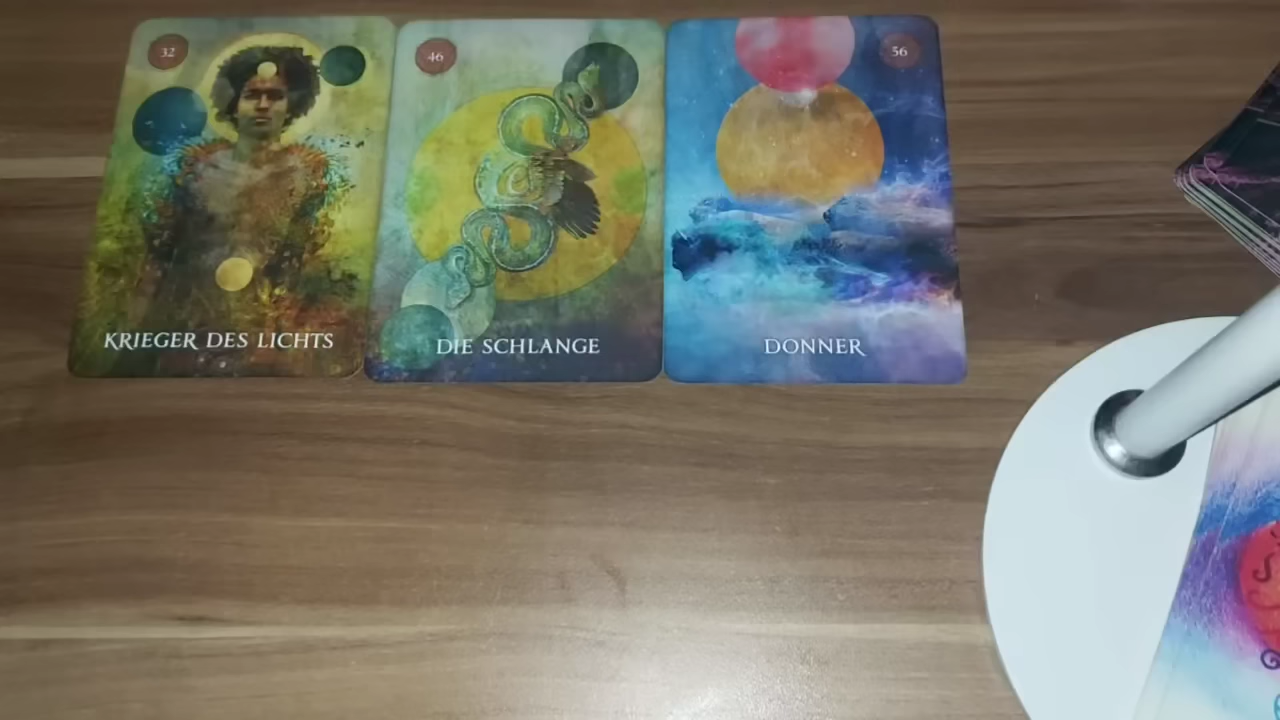 32
KRIEGER DES LICHTS
46
DIE SCHLANGE
56
DONNER